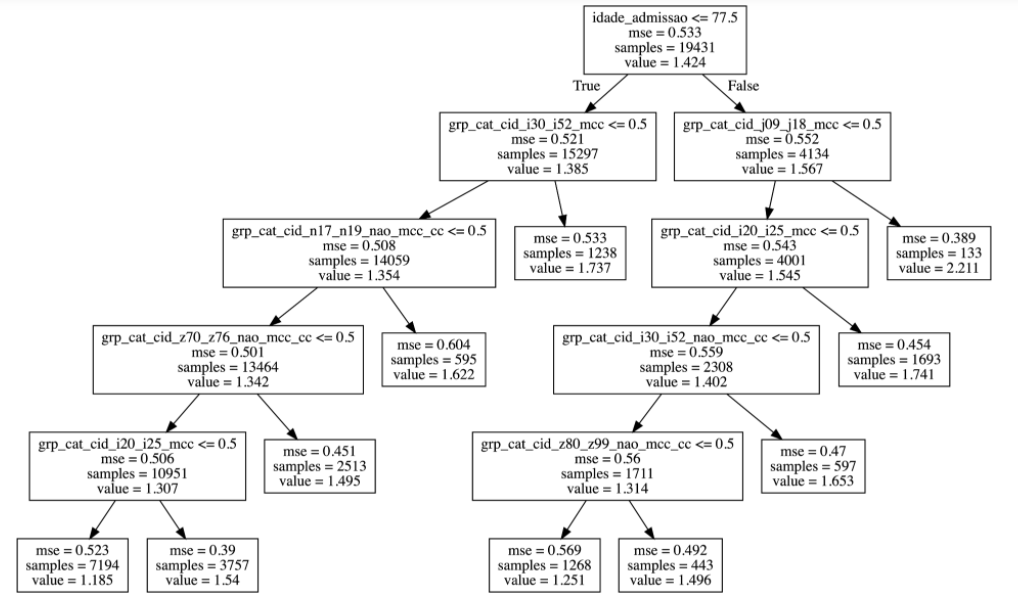 idade_admissao <= 77.5
mse = 0.533
samples = 19431
value = 1.424
True
False
grp_cat_cid_i30_i52_mcc <= 0.5
mse = 0.521
samples = 15297
value = 1.385
grp_cat_cid_j09_j18_mcc <= 0.5
mse = 0.552
samples = 4134
value = 1.567
grp_cat_cid_n17_n19_nao_mcc_cc <= 0.5
mse = 0.508
samples = 14059
value = 1.354
mse = 0.533
samples = 1238
value = 1.737
grp_cat_cid_i20_i25_mcc <= 0.5
mse = 0.543
samples = 4001
value = 1.545
mse = 0.389
samples = 133
value = 2.211
grp_cat_cid_z70_z76_nao_mcc_cc <= 0.5
mse = 0.501
samples = 13464
value = 1.342
mse = 0.604
samples = 595
value = 1.622
grp_cat_cid_i30_i52_nao_mcc_cc <= 0.5
mse = 0.559
samples = 2308
value = 1.402
mse = 0.454
samples = 1693
value = 1.741
grp_cat_cid_i20_i25_mcc <= 0.5
mse = 0.506
samples = 10951
value = 1.307
mse = 0.451
samples = 2513
value = 1.495
grp_cat_cid_z80_z99_nao_mcc_cc <= 0.5
mse = 0.56
samples = 1711
value = 1.314
mse = 0.47
samples = 597
value = 1.653
mse = 0.523
samples = 7194
value = 1.185
mse = 0.39
samples = 3757
value = 1.54
mse = 0.569
samples = 1268
value = 1.251
mse = 0.492
samples = 443
value = 1.496